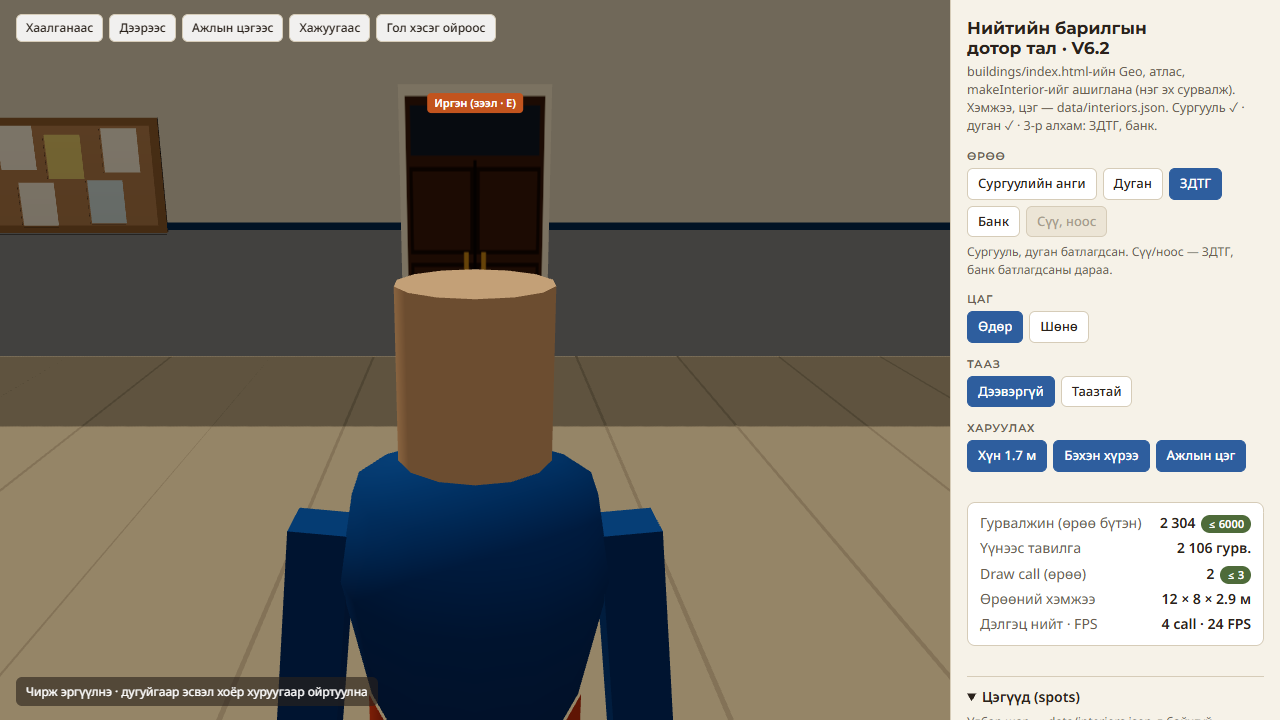 Хаалганаас
Дээрээс
Ажлын цэгээс
Хажуугаас
Гол хэсэг ойроос
Иргэн (зээл · E)
Чирж эргүүлнэ · дугуйгаар эсвэл хоёр хуруугаар ойртуулна
Нийтийн барилгын
дотор тал · V6.2
buildings/index.html-ийн Geo, атлас,
makeInterior-ийг ашиглана (нэг эх сурвалж).
Хэмжээ, цэг — data/interiors.json. Сургууль ✓ ·
дуган ✓ · 3-р алхам: ЗДТГ, банк.
ӨРӨӨ
Сургуулийн анги
Дуган
ЗДТГ
Банк
Сүү, ноос
Сургууль, дуган батлагдсан. Сүү/ноос — ЗДТГ,
банк батлагдсаны дараа.
ЦАГ
Өдөр
Шөнө
ТААЗ
Дээвэргүй
Таазтай
ХАРУУЛАХ
Хүн 1.7 м
Бэхэн хүрээ
Ажлын цэг
Гурвалжин (өрөө бүтэн) 2 304 ≤ 6000
Үүнээс тавилга 2 106 гурв.
Draw call (өрөө) 2 ≤ 3
Өрөөний хэмжээ 12 × 8 × 2.9 м
Дэлгэц нийт · FPS 4 call · 24 FPS
▼ Цэгүүд (spots)